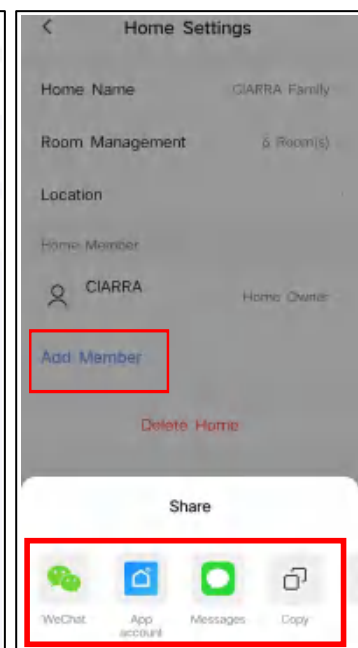 Home Settings
Home Name CIARRA Family
Room Management 6 Room(s)
Location
Home Member
CIARRA
Home Owner
Add Member
Delete Home
Share
WeChat App account Messages Copy